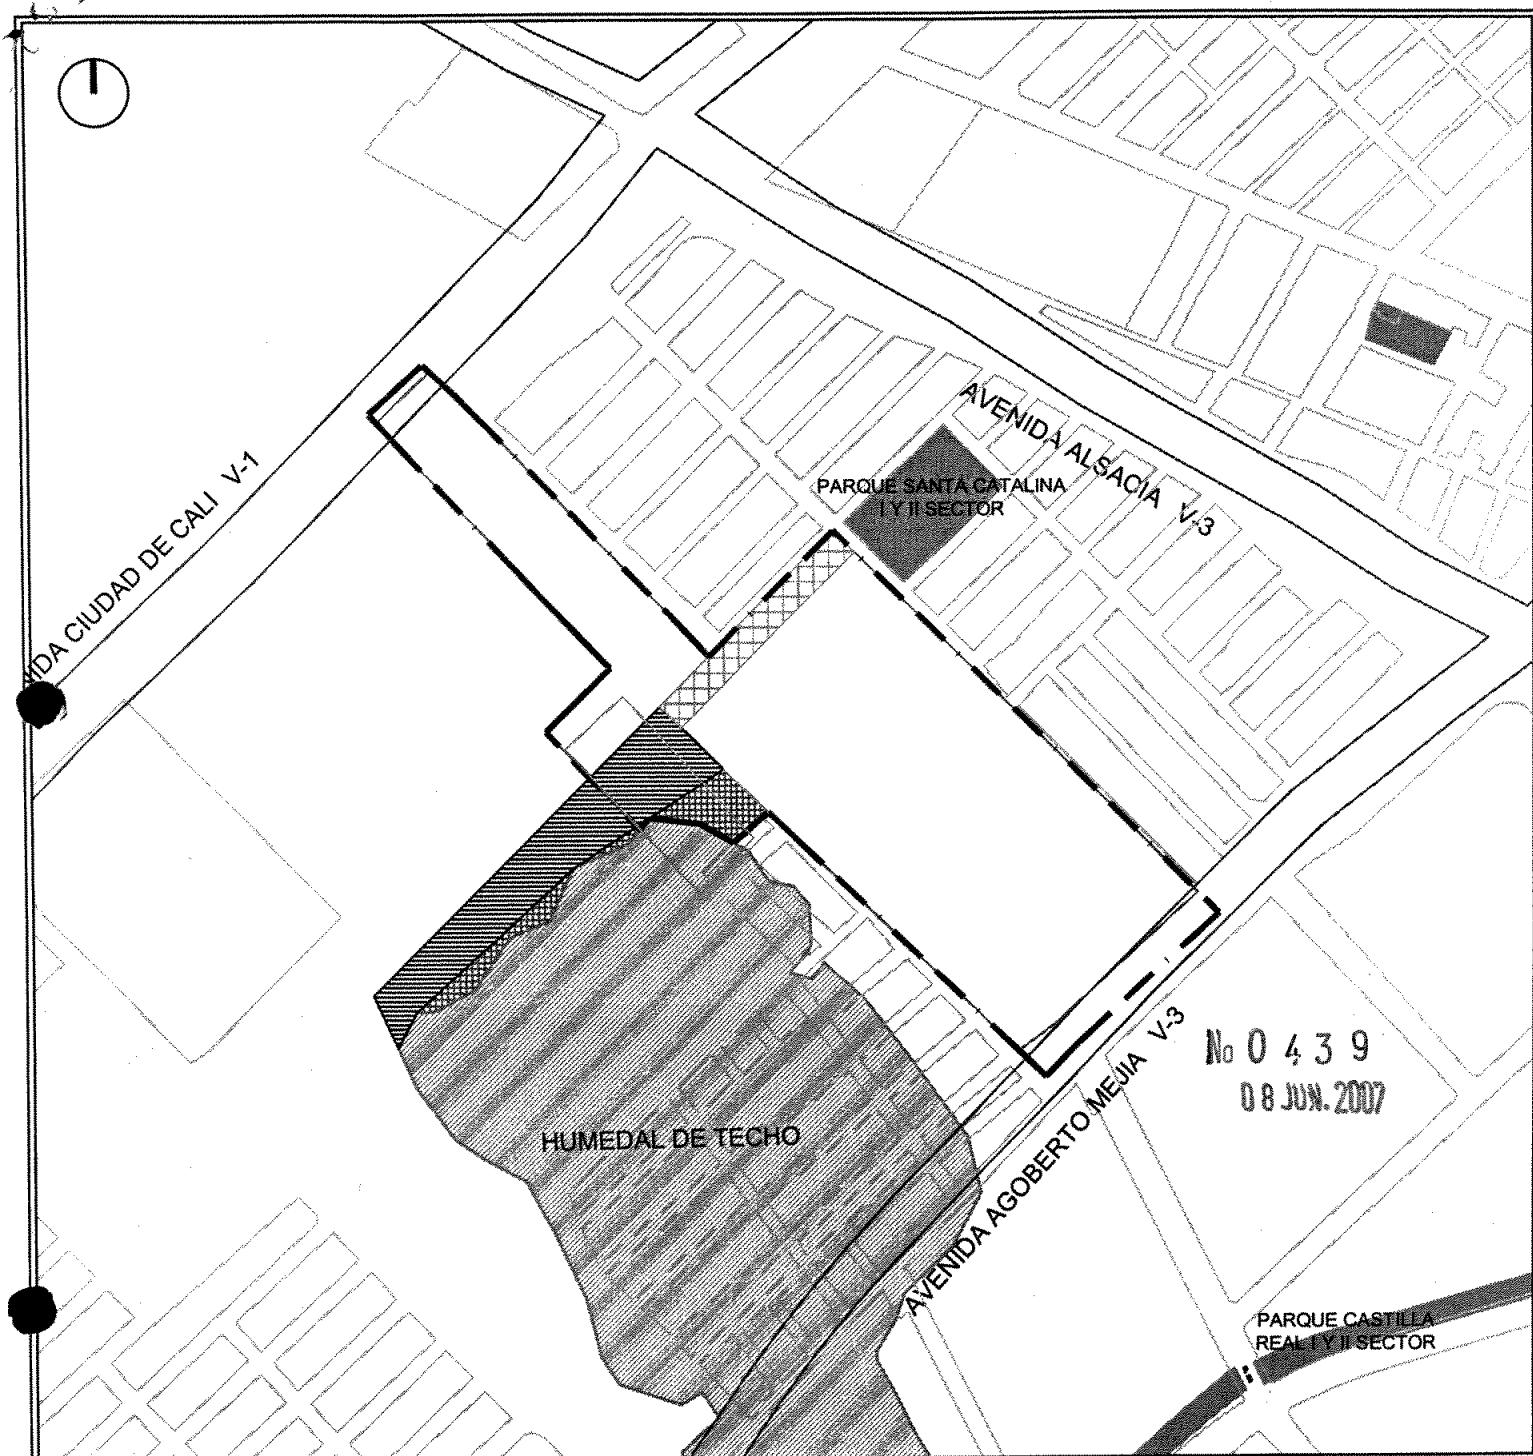 AVENIDA ALSACIA V-3
PARQUE SANTA CATALINA
I Y II SECTOR
NIDA CIUDAD DE CALI V-1
No 0 4 3 9
08 JUN. 2007
HUMEDAL DE TECHO
AVENIDA AGOBERTO MEJIA V-3
PARQUE CASTILLA
REAL I Y II SECTOR